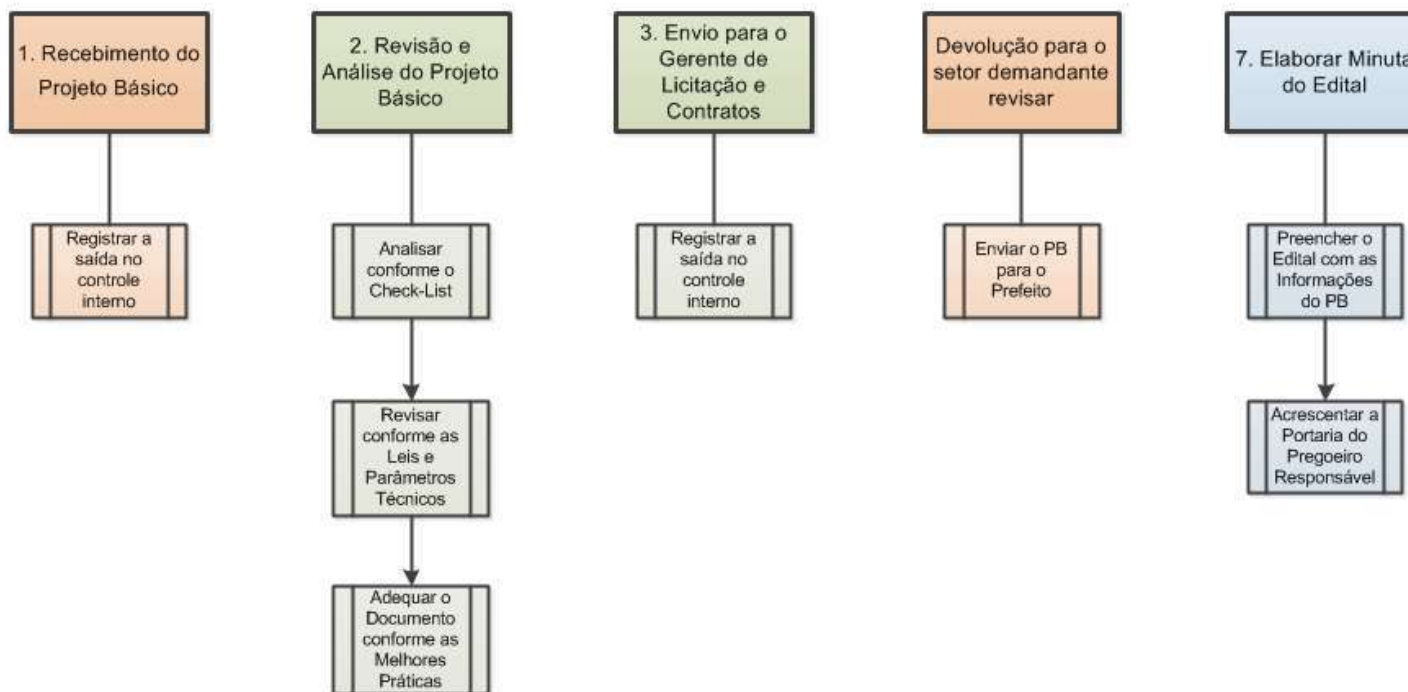 1. Recebimento do
Projeto Básico
2. Revisão e
Análise do Projeto
Básico
3. Envio para o
Gerente de
Licitação e
Contratos
Devolução para o
setor demandante
revisar
7. Elaborar Minuta
do Edital
Registrar a
saída no
controle
interno
Analisar
conforme o
Check-List
Registrar a
saída no
controle
interno
Enviar o PB
para o
Prefeito
Preencher o
Edital com as
Informações
do PB
Revisar
conforme as
Leis e
Parâmetros
Técnicos
Acrescentar a
Portaria do
Pregoeiro
Responsável
Adequar o
Documento
conforme as
Melhores
Práticas